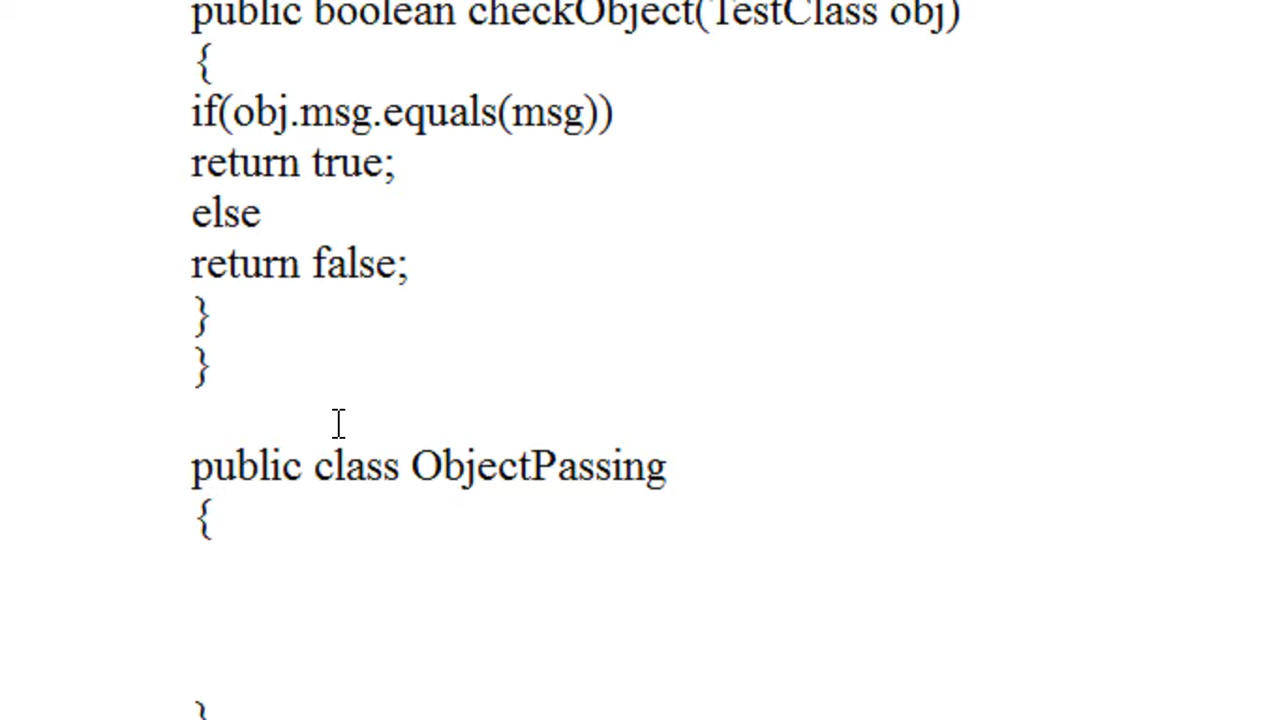 public boolean checkObject(TestClass obj)
{
if(obj.msg.equals(msg))
return true;
else
return false;
}
}
public class ObjectPassing
{
}